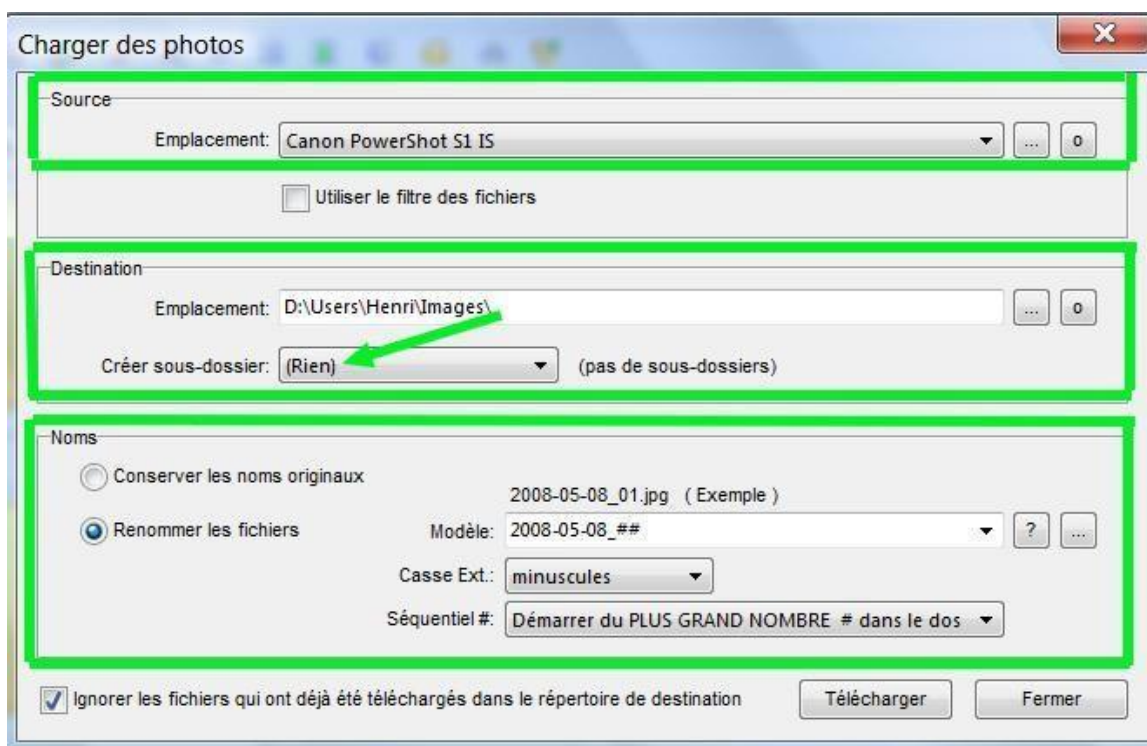 Charger des photos
Source
Emplacement: Canon PowerShot S1 IS ... o
Utiliser le filtre des fichiers
Destination
Emplacement: D:\Users\Henri\Images\ ... o
Créer sous-dossier: (Rien) (pas de sous-dossiers)
Noms
Conserver les noms originaux
2008-05-08_01.jpg ( Exemple )
Renommer les fichiers Modèle: 2008-05-08_## ? ...
Casse Ext.: minuscules
Séquentiel #: Démarrer du PLUS GRAND NOMBRE # dans le dos
Ignorer les fichiers qui ont déjà été téléchargés dans le répertoire de destination Télécharger Fermer